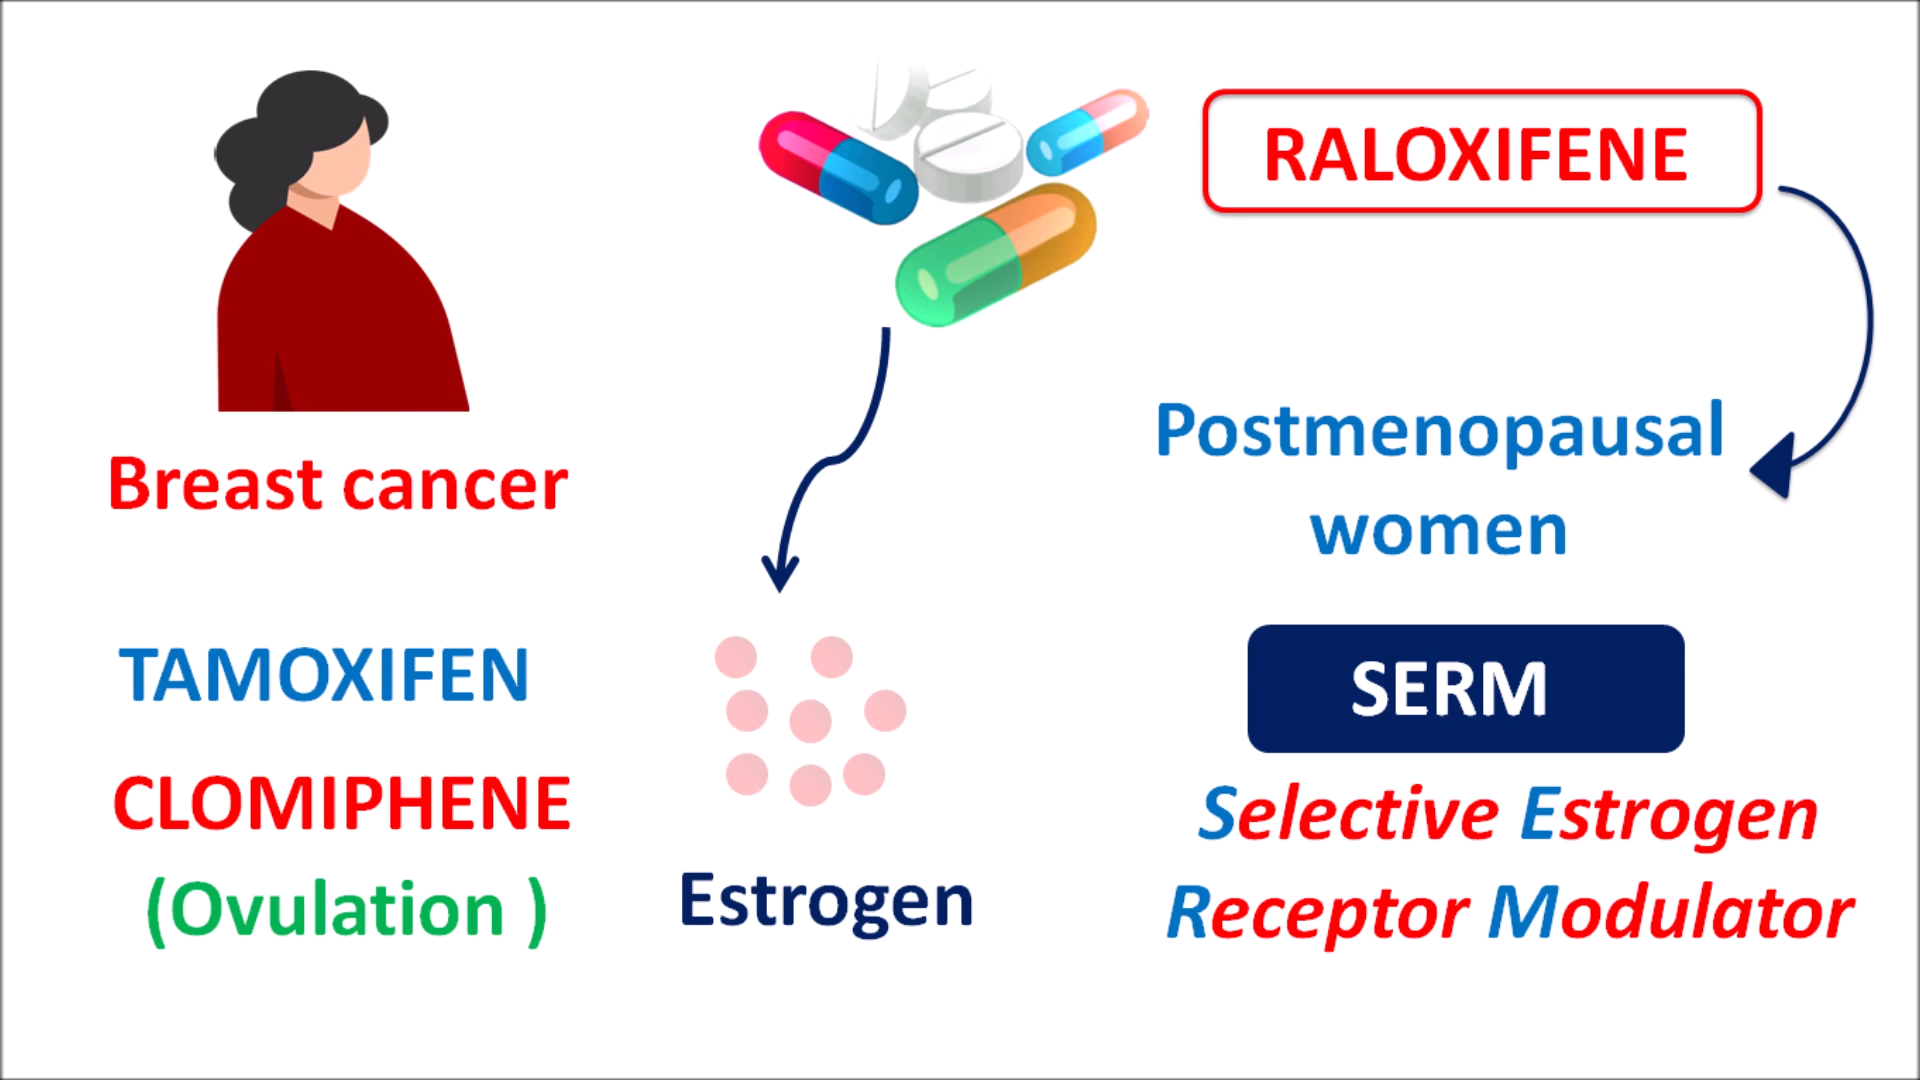 RALOXIFENE
Breast cancer
Postmenopausal
women
TAMOXIFEN
CLOMIPHENE
(Ovulation )
Estrogen
SERM
Selective Estrogen
Receptor Modulator